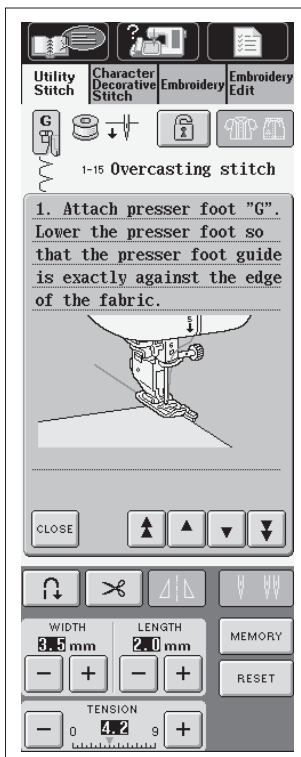 Utility
Stitch
Character
Decorative
Stitch
Embroidery
Embroidery
Edit
G
1-15 Overcasting stitch
1. Attach presser foot "G".
Lower the presser foot so
that the presser foot guide
is exactly against the edge
of the fabric.
5
G
CLOSE
WIDTH
3.5 mm
LENGTH
2.0 mm
MEMORY
RESET
TENSION
0 4.2 9